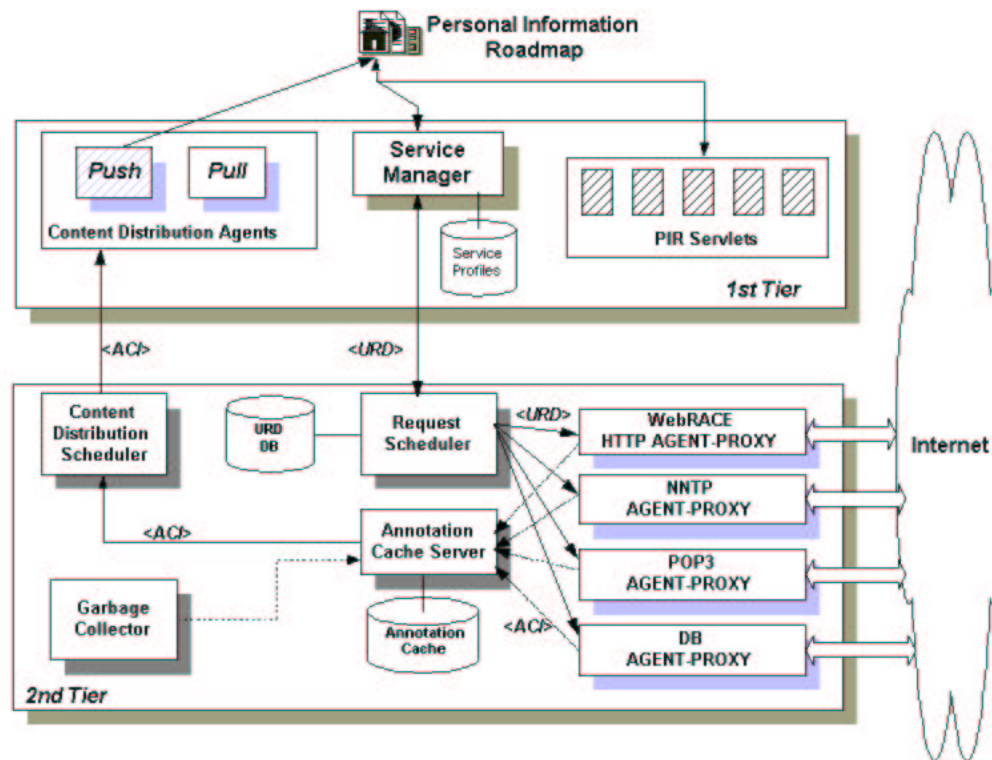 Personal Information
Roadmap
Push
Pull
Content Distribution Agents
Service
Manager
Service
Profiles
PIR Servlets
1st Tier
<ACI>
<URD>
Content
Distribution
Scheduler
URD
DB
Request
Scheduler
<URD>
WebRACE
HTTP AGENT-PROXY
Internet
NNTP
AGENT-PROXY
<ACI>
Annotation
Cache Server
POP3
AGENT-PROXY
Garbage
Collector
Annotation
Cache
<ACI>
DB
AGENT-PROXY
2nd Tier